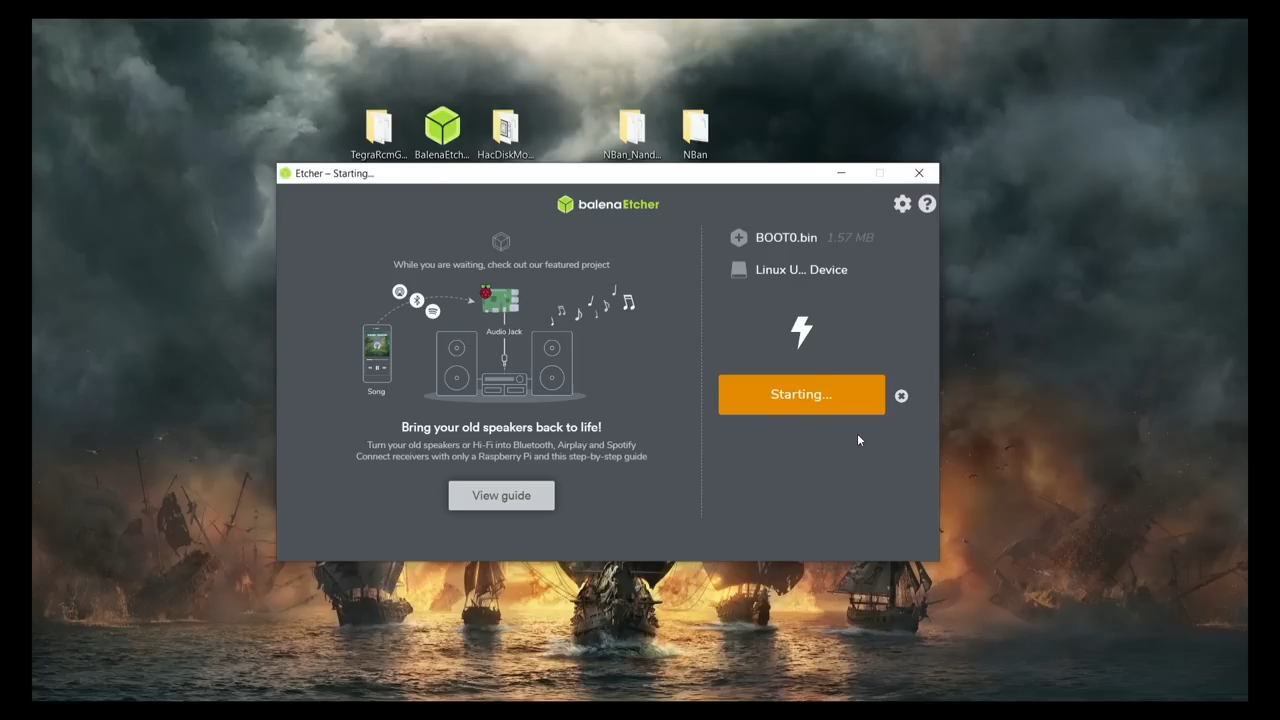 TegraRcmG...
BalenaEtch...
HacDiskMo...
NBan_Nand...
NBan
Etcher – Starting...
balenaEtcher
While you are waiting, check out our featured project
Audio Jack
Song
Bring your old speakers back to life!
Turn your old speakers or Hi-Fi into Bluetooth, Airplay and Spotify
Connect receivers with only a Raspberry Pi and this step-by-step guide
View guide
BOOT0.bin 1.57 MB
Linux U... Device
Starting...